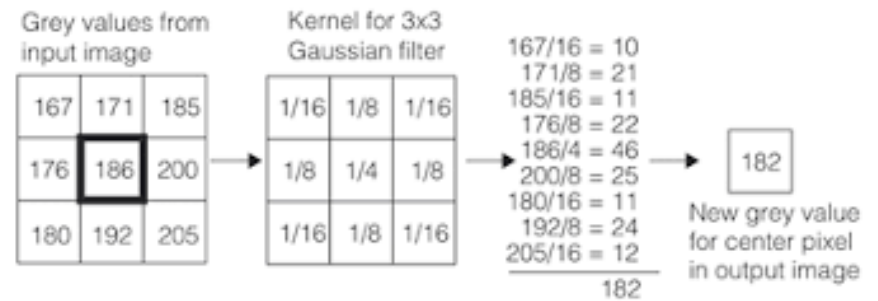 Grey values from
input image
167 171 185
176 186 200
180 192 205
Kernel for 3x3
Gaussian filter
1/16 1/8 1/16
1/8 1/4 1/8
1/16 1/8 1/16
167/16 = 10
171/8 = 21
185/16 = 11
176/8 = 22
186/4 = 46
200/8 = 25
180/16 = 11
192/8 = 24
205/16 = 12
182
182
New grey value
for center pixel
in output image